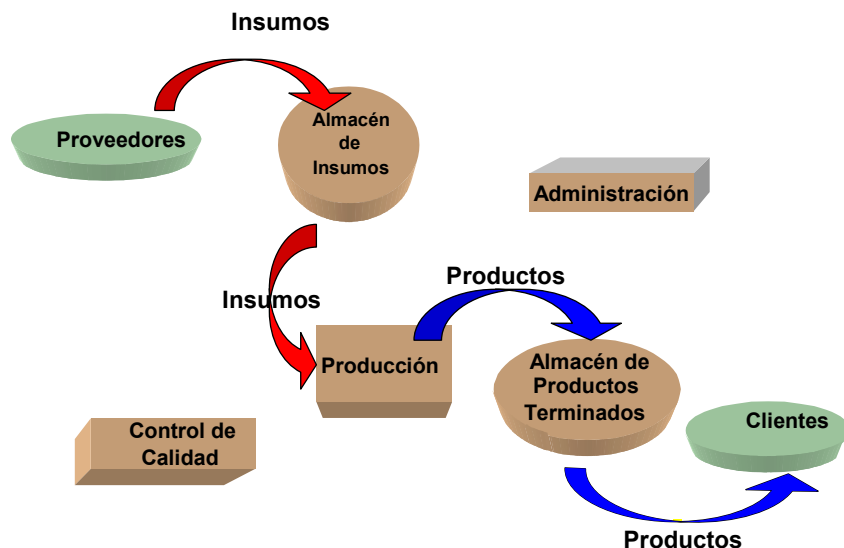 Insumos
Proveedores
Almacén
de
Insumos
Administración
Productos
Insumos
Producción
Almacén de
Productos
Terminados
Clientes
Control de
Calidad
Productos